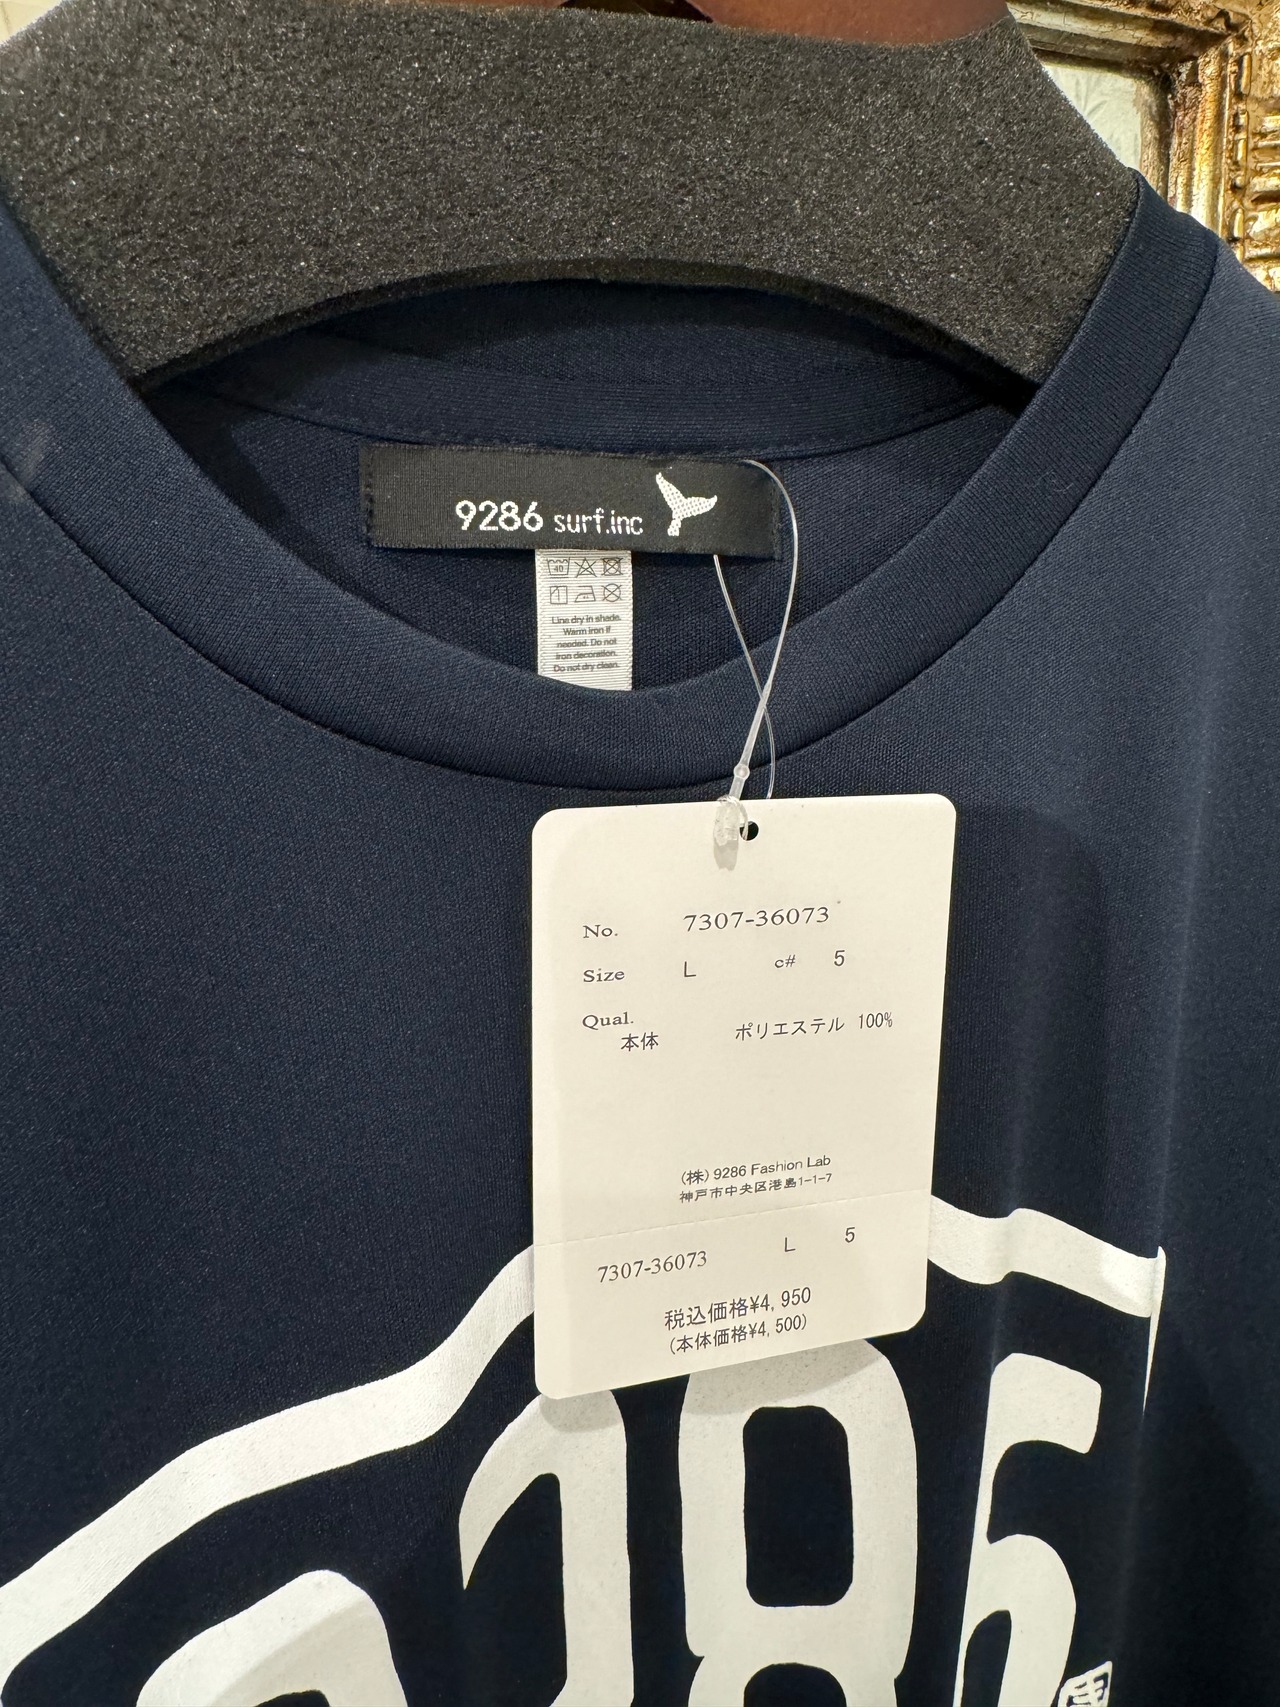 9286 surf.inc
40
Line dry in shade.
Warm iron if
needed. Do not
iron decoration.
Do not dry clean.
No. 7307-36073
Size L c# 5
Qual.
本体 ポリエステル 100%
(株) 9286 Fashion Lab
神戸市中央区港島1-1-7
7307-36073 L 5
税込価格¥4,950
(本体価格¥4,500)
9286